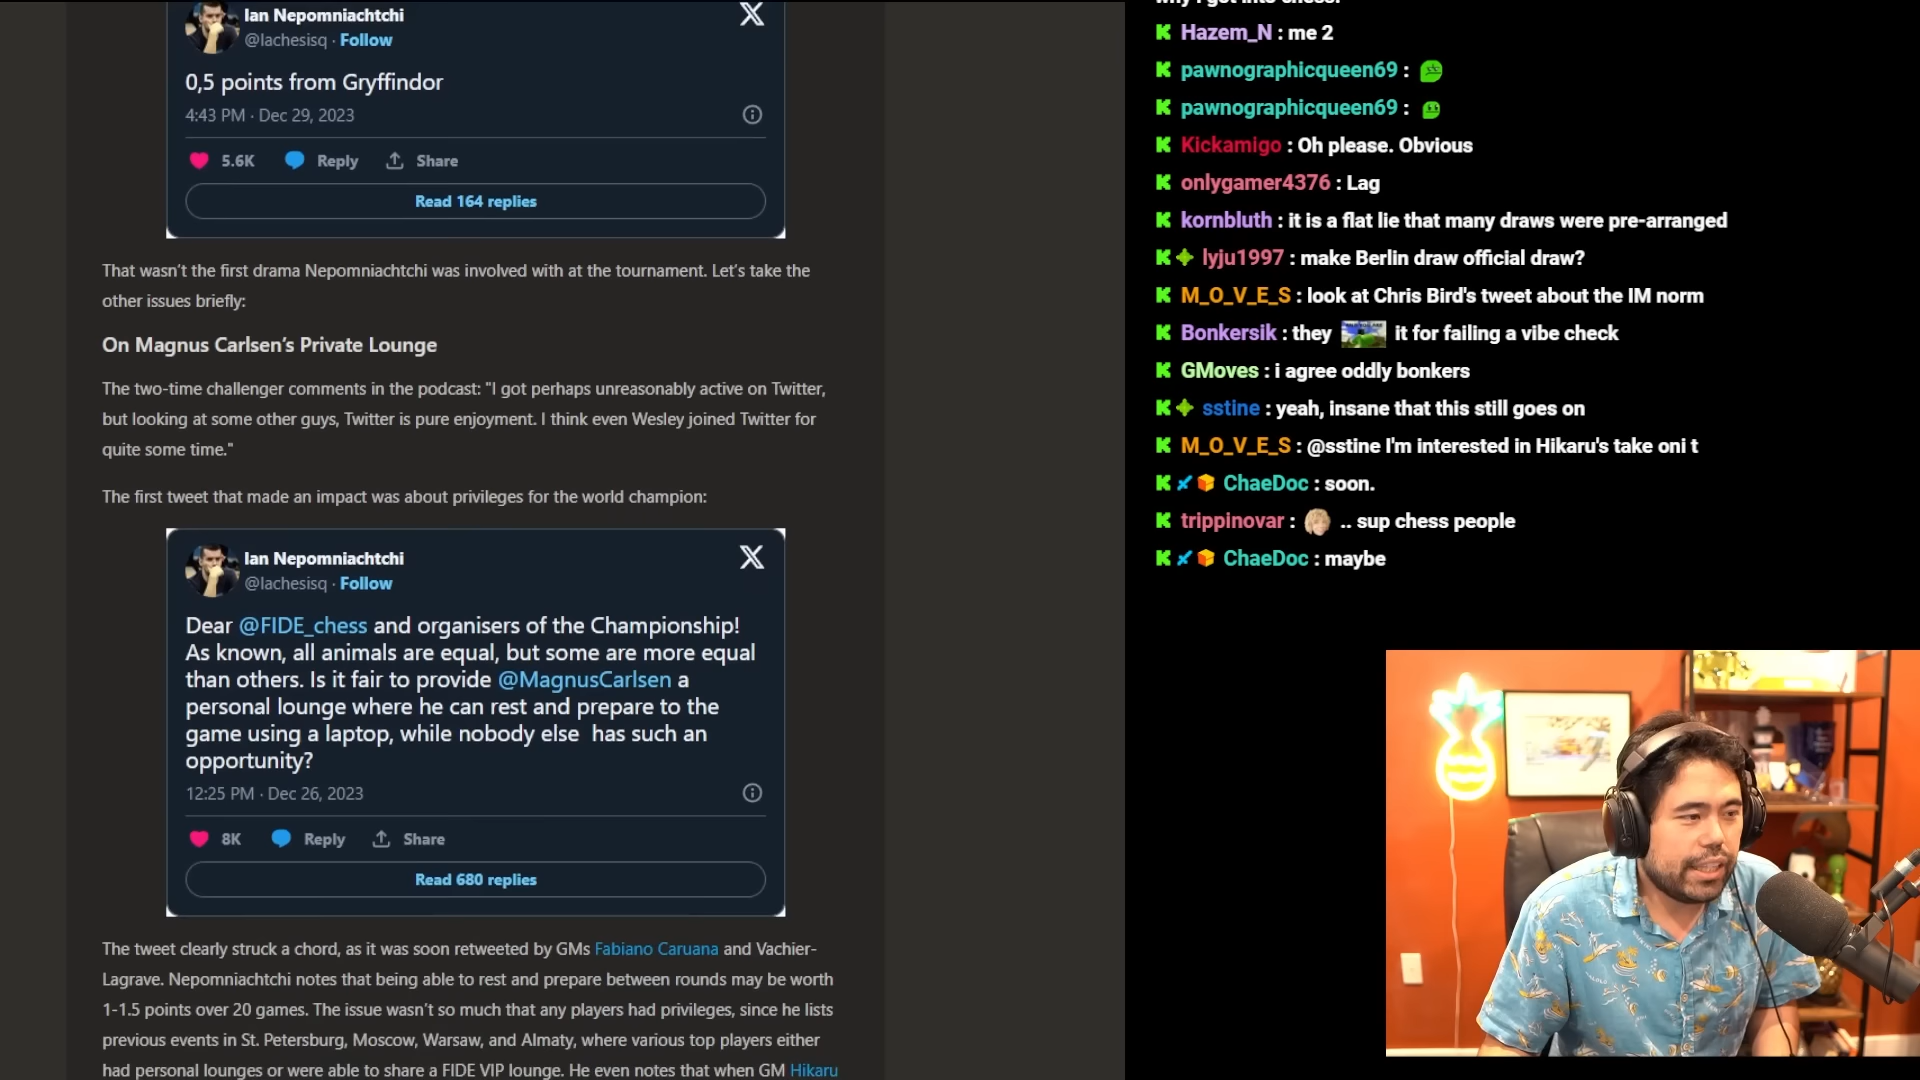 Ian Nepomniachtchi
@lachesisq · Follow
0,5 points from Gryffindor
4:43 PM · Dec 29, 2023
5.6K Reply Share
Read 164 replies
That wasn't the first drama Nepomniachtchi was involved with at the tournament. Let's take the
other issues briefly:
On Magnus Carlsen's Private Lounge
The two-time challenger comments in the podcast: "I got perhaps unreasonably active on Twitter,
but looking at some other guys, Twitter is pure enjoyment. I think even Wesley joined Twitter for
quite some time."
The first tweet that made an impact was about privileges for the world champion:
Ian Nepomniachtchi
@lachesisq · Follow
Dear @FIDE_chess and organisers of the Championship!
As known, all animals are equal, but some are more equal
than others. Is it fair to provide @MagnusCarlsen a
personal lounge where he can rest and prepare to the
game using a laptop, while nobody else has such an
opportunity?
12:25 PM · Dec 26, 2023
8K Reply Share
Read 680 replies
The tweet clearly struck a chord, as it was soon retweeted by GMs Fabiano Caruana and Vachier-
Lagrave. Nepomniachtchi notes that being able to rest and prepare between rounds may be worth
1-1.5 points over 20 games. The issue wasn't so much that any players had privileges, since he lists
previous events in St. Petersburg, Moscow, Warsaw, and Almaty, where various top players either
had personal lounges or were able to share a FIDE VIP lounge. He even notes that when GM Hikaru
why I got into chess!
Hazem_N : me 2
pawnographicqueen69 :
pawnographicqueen69 :
Kickamigo : Oh please. Obvious
onlygamer4376 : Lag
kornbluth : it is a flat lie that many draws were pre-arranged
lyju1997 : make Berlin draw official draw?
M_O_V_E_S : look at Chris Bird's tweet about the IM norm
Bonkersik : they it for failing a vibe check
GMoves : i agree oddly bonkers
sstine : yeah, insane that this still goes on
M_O_V_E_S : @sstine I'm interested in Hikaru's take oni t
ChaeDoc : soon.
trippinovar : .. sup chess people
ChaeDoc : maybe